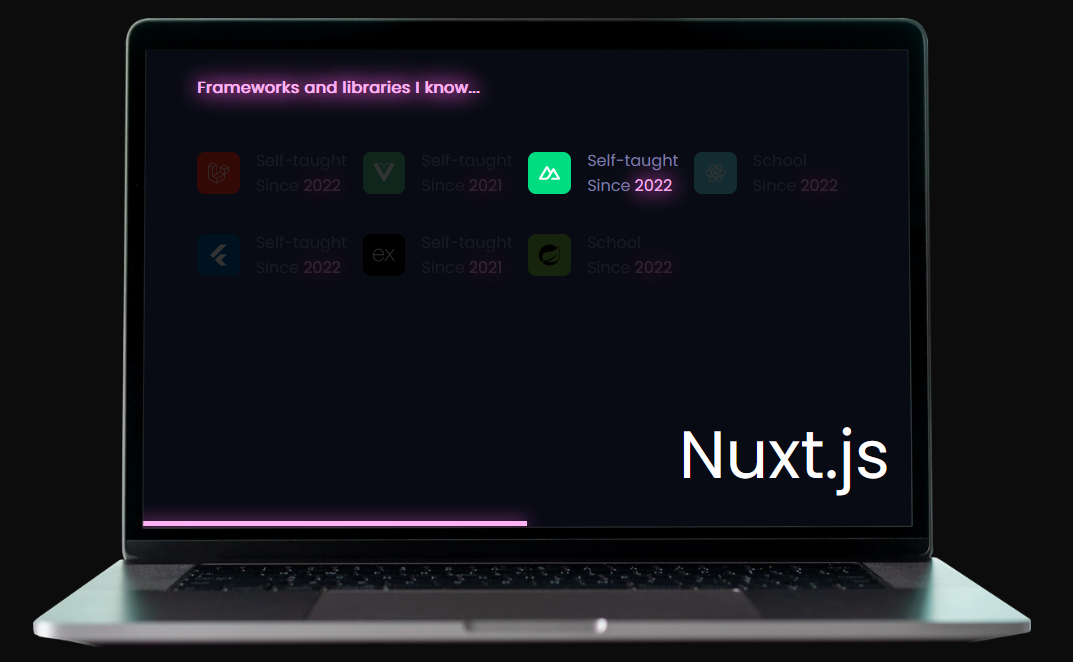 Frameworks and libraries I know...
Self-taught
Since 2022
Self-taught
Since 2021
Self-taught
Since 2022
School
Since 2022
Self-taught
Since 2022
ex
Self-taught
Since 2021
School
Since 2022
Nuxt.js